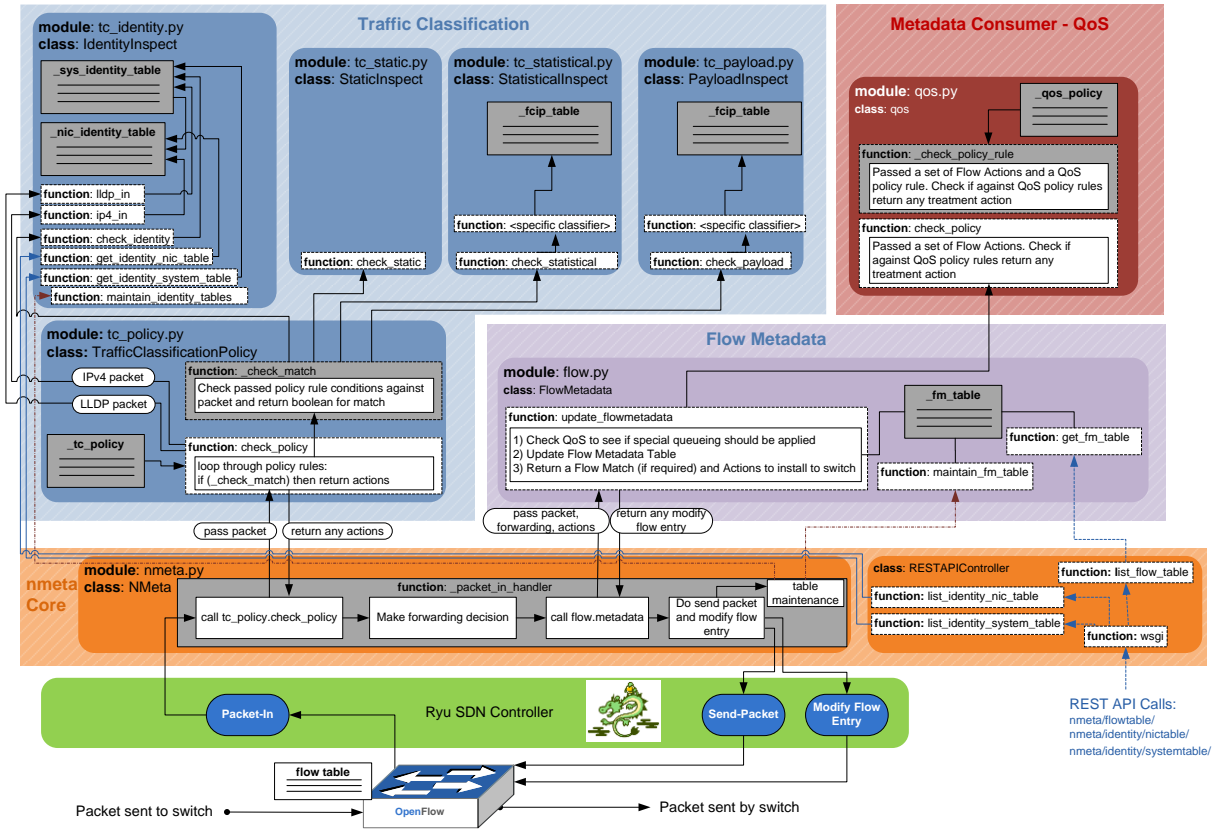 Traffic Classification
module: tc_identity.py
class: IdentityInspect
_sys_identity_table
_nic_identity_table
function: lldp_in
function: ip4_in
function: check_identity
function: get_identity_nic_table
function: get_identity_system_table
function: maintain_identity_tables
module: tc_static.py
class: StaticInspect
function: check_static
module: tc_statistical.py
class: StatisticalInspect
_fcip_table
function: <specific classifier>
function: check_statistical
module: tc_payload.py
class: PayloadInspect
_fcip_table
function: <specific classifier>
function: check_payload
Metadata Consumer - QoS
module: qos.py
class: qos
_qos_policy
function: _check_policy_rule
Passed a set of Flow Actions and a QoS
policy rule. Check if against QoS policy rules
return any treatment action
function: check_policy
Passed a set of Flow Actions. Check if
against QoS policy rules return any
treatment action
module: tc_policy.py
class: TrafficClassificationPolicy
IPv4 packet
LLDP packet
_tc_policy
function: _check_match
Check passed policy rule conditions against
packet and return boolean for match
function: check_policy
loop through policy rules:
if (_check_match) then return actions
pass packet
return any actions
Flow Metadata
module: flow.py
class: FlowMetadata
function: update_flowmetadata
1) Check QoS to see if special queueing should be applied
2) Update Flow Metadata Table
3) Return a Flow Match (if required) and Actions to install to switch
_fm_table
function: get_fm_table
function: maintain_fm_table
pass packet,
forwarding, actions
return any modify
flow entry
nmeta
Core
module: nmeta.py
class: NMeta
function: _packet_in_handler
call tc_policy.check_policy
Make forwarding decision
call flow.metadata
Do send packet
and modify flow
entry
table
maintenance
class: RESTAPIController
function: list_flow_table
function: list_identity_nic_table
function: list_identity_system_table
function: wsgi
REST API Calls:
nmeta/flowtable/
nmeta/identity/nictable/
nmeta/identity/systemtable/
Packet-In
Ryu SDN Controller
Send-Packet
Modify Flow
Entry
flow table
OpenFlow
Packet sent to switch
Packet sent by switch